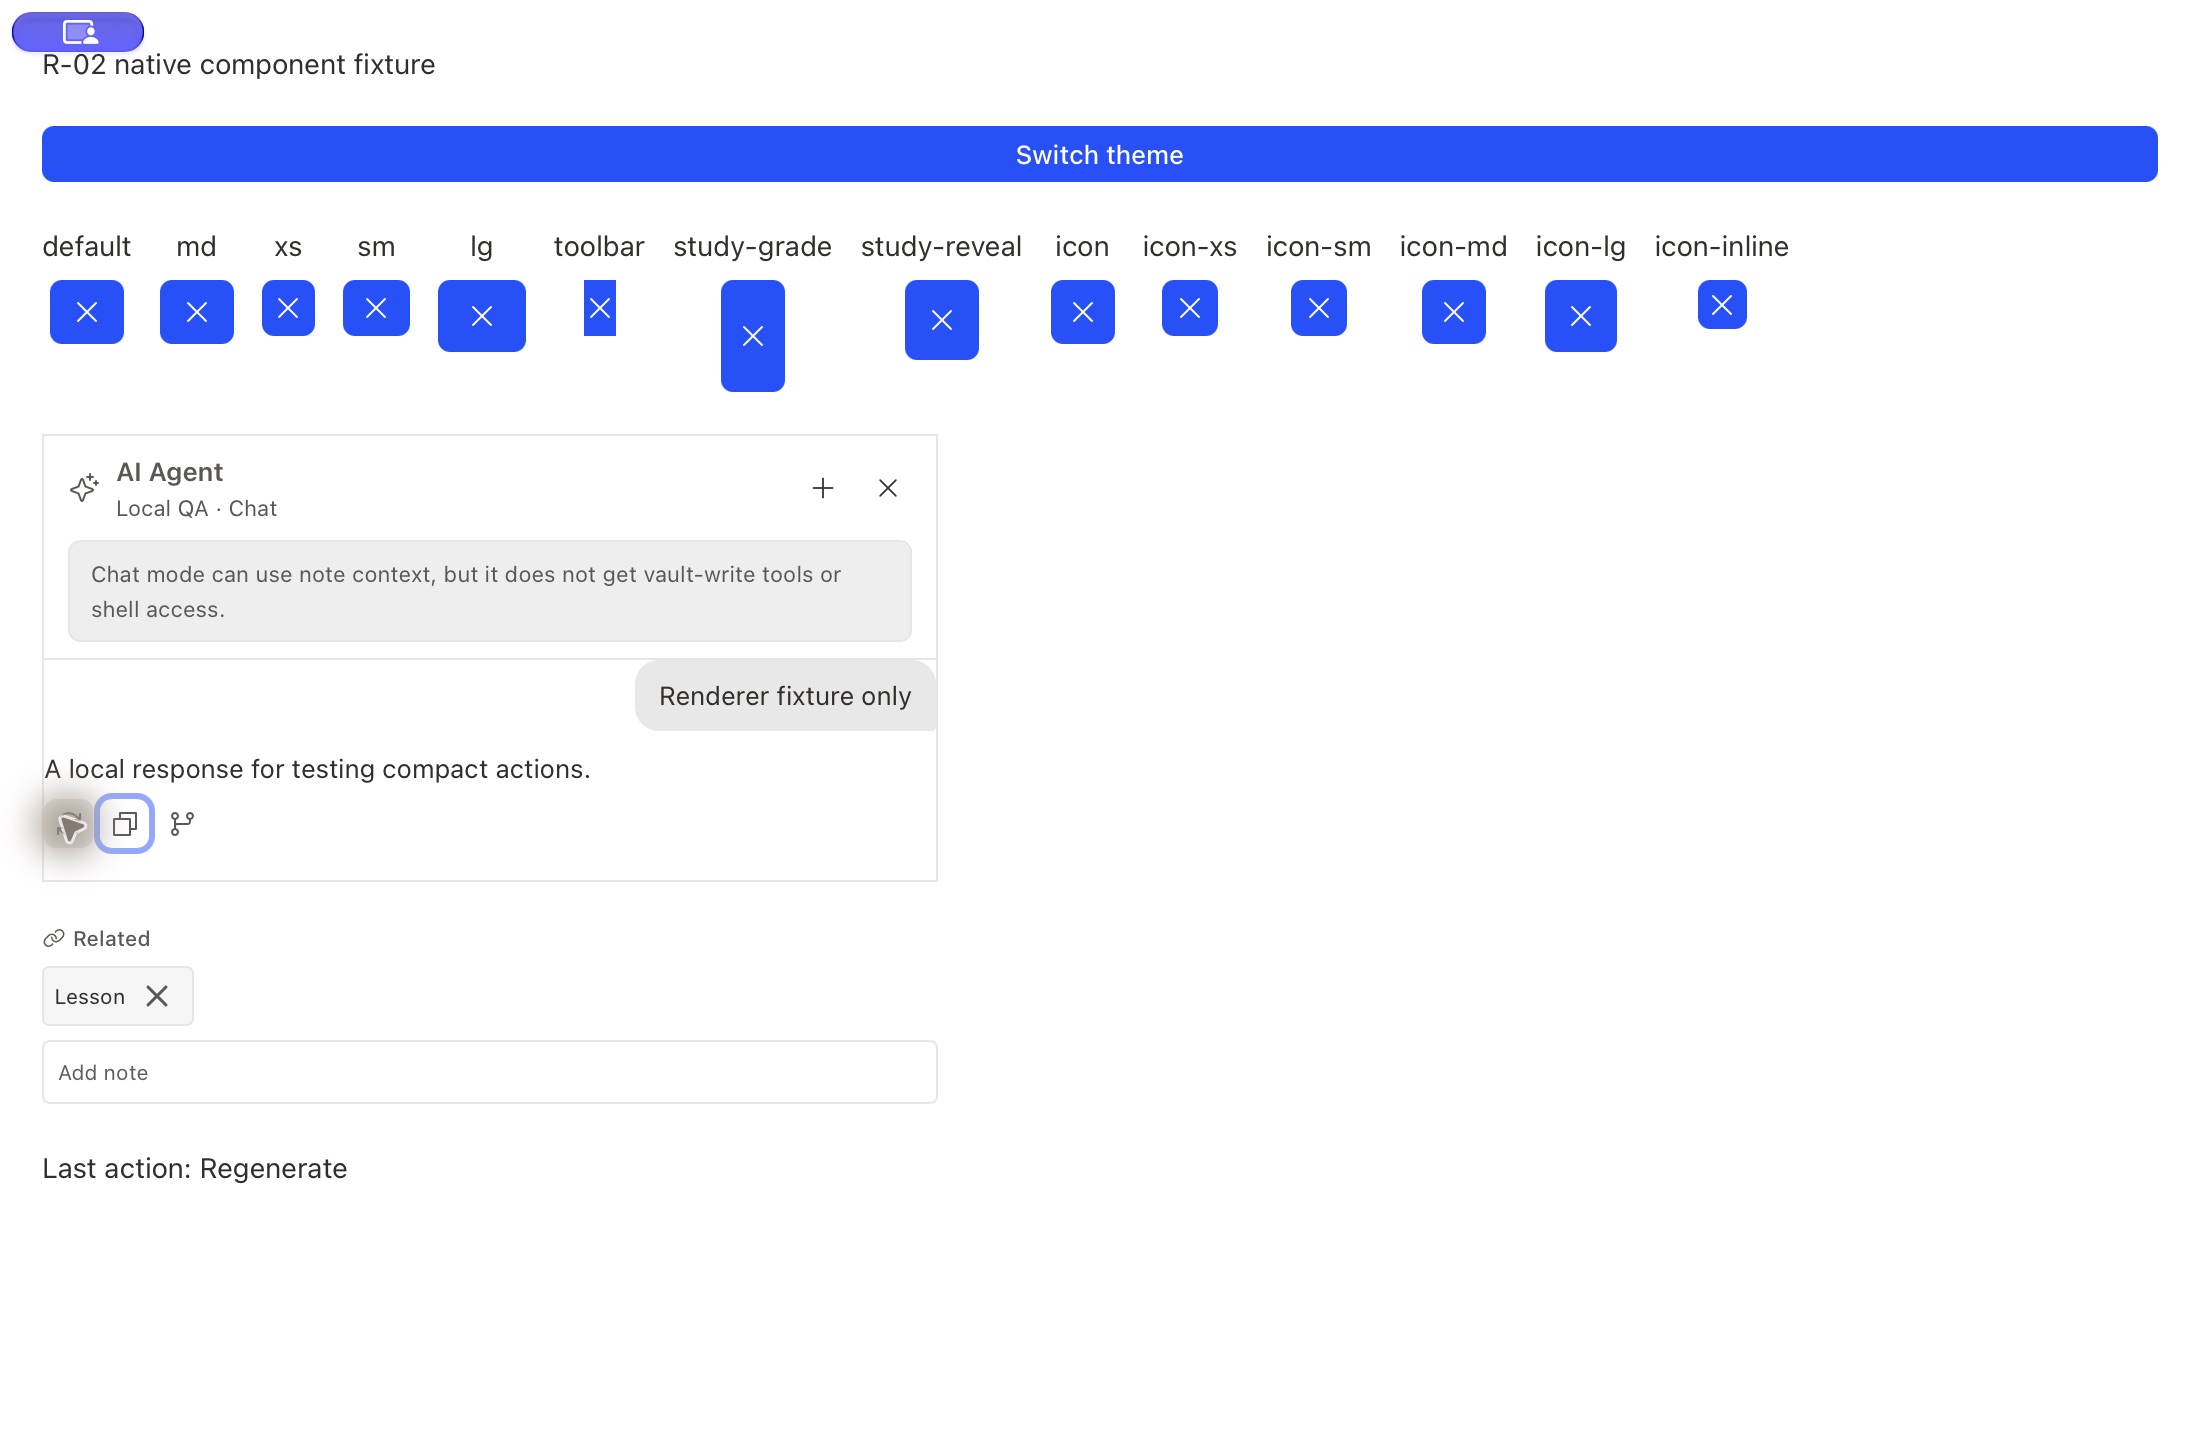 R-02 native component fixture
Switch theme
default md xs sm lg toolbar study-grade study-reveal icon icon-xs icon-sm icon-md icon-lg icon-inline
AI Agent
Local QA · Chat
Chat mode can use note context, but it does not get vault-write tools or
shell access.
Renderer fixture only
A local response for testing compact actions.
Related
Lesson
Add note
Last action: Regenerate